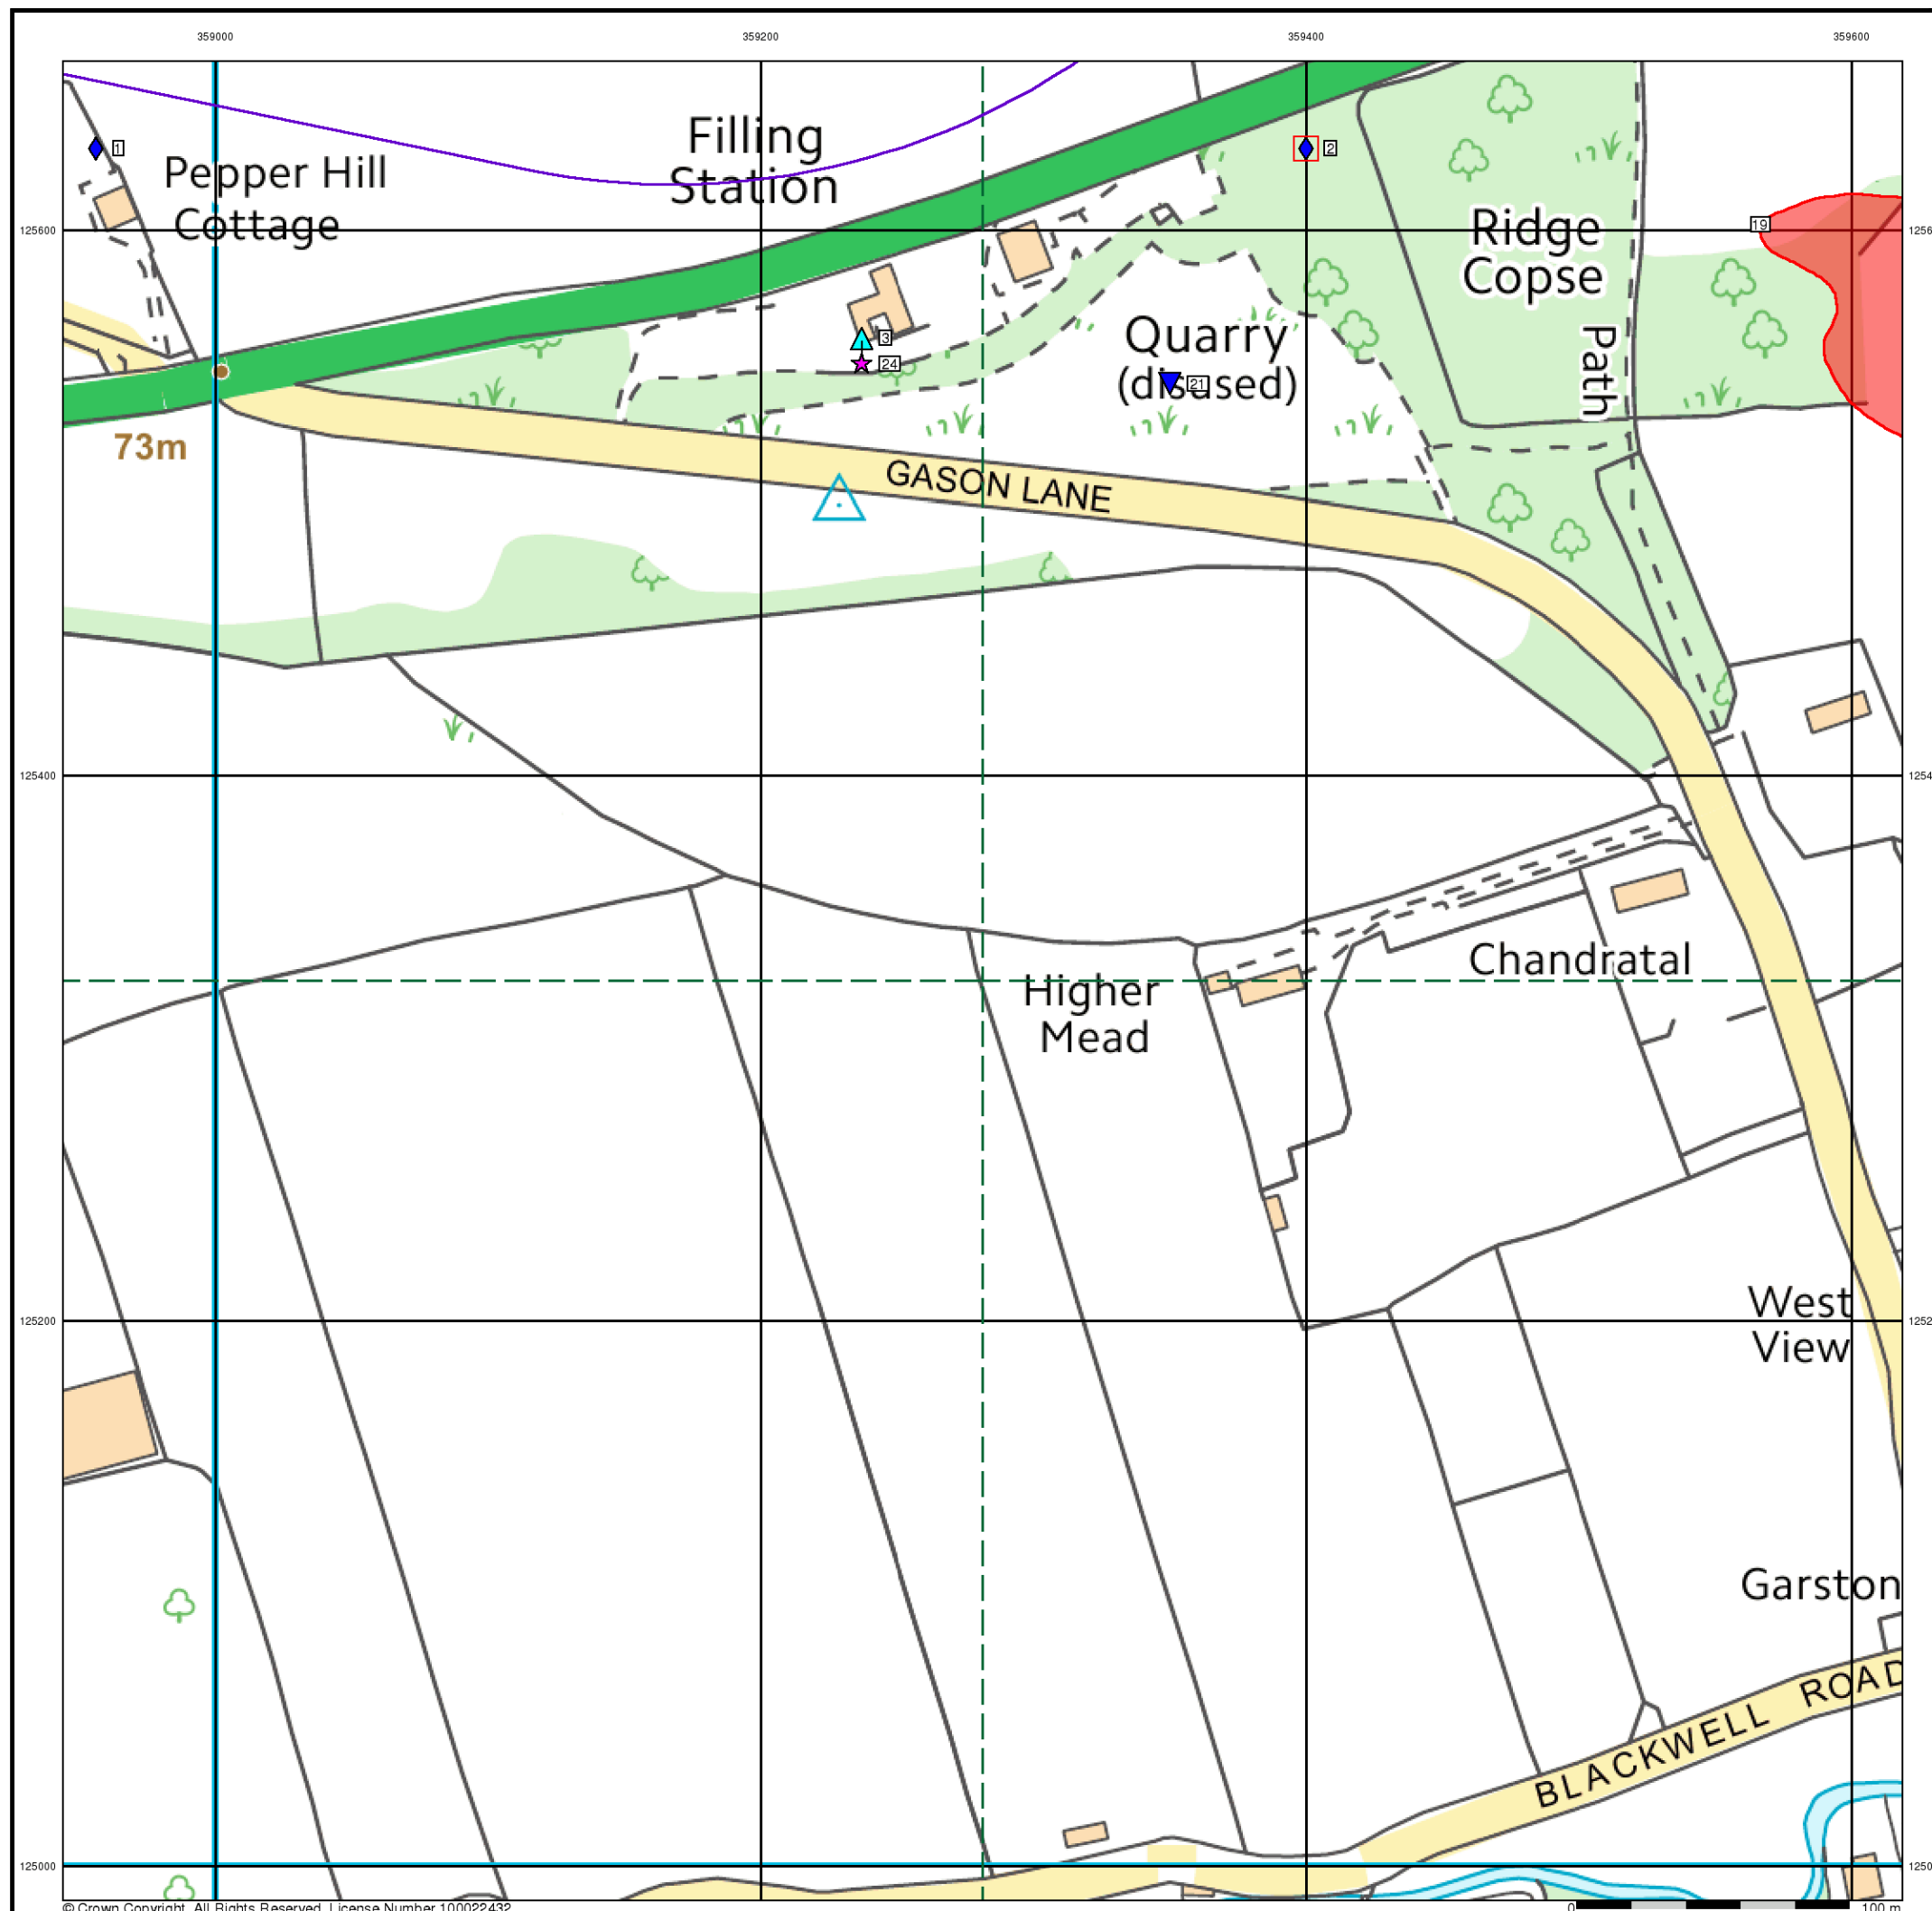 359000
359200
359400
359600
1
Pepper Hill
Cottage
Filling
Station
2
19
125600
Ridge
Copse
3
24
Quarry
(disused)
21
Path
73m
GASON LANE
125400
Chandratal
Higher
Mead
125200
West
View
Garston
BLACKWELL ROAD
125000
© Crown Copyright. All Rights Reserved. License Number 100022432
0
100 m